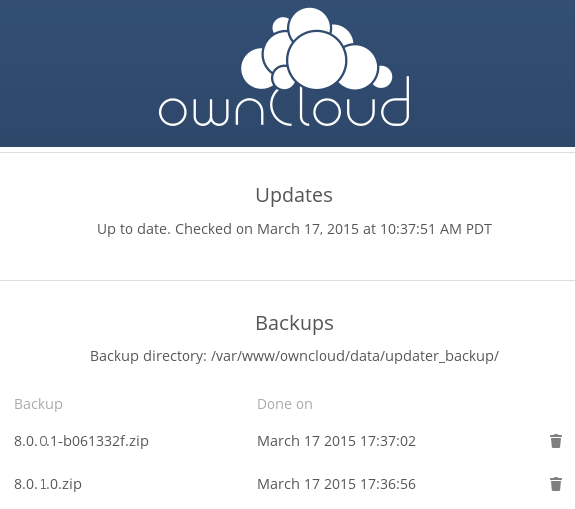 ownCloud
Updates
Up to date. Checked on March 17, 2015 at 10:37:51 AM PDT
Backups
Backup directory: /var/www/owncloud/data/updater_backup/
Backup Done on
8.0.0.1-b061332f.zip March 17 2015 17:37:02
8.0.1.0.zip March 17 2015 17:36:56